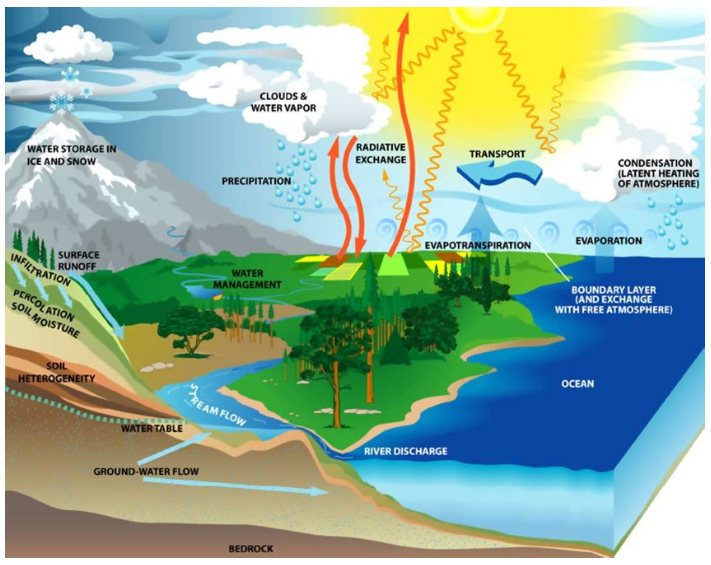 CLOUDS &
WATER VAPOR
WATER STORAGE IN
ICE AND SNOW
RADIATIVE
EXCHANGE
TRANSPORT
CONDENSATION
(LATENT HEATING
OF ATMOSPHERE)
PRECIPITATION
EVAPOTRANSPIRATION
EVAPORATION
SURFACE
RUNOFF
INFILTRATION
WATER
MANAGEMENT
BOUNDARY LAYER
(AND EXCHANGE
WITH FREE ATMOSPHERE)
PERCOLATION
SOIL MOISTURE
SOIL
HETEROGENEITY
OCEAN
STREAM FLOW
WATER TABLE
RIVER DISCHARGE
GROUND-WATER FLOW
BEDROCK